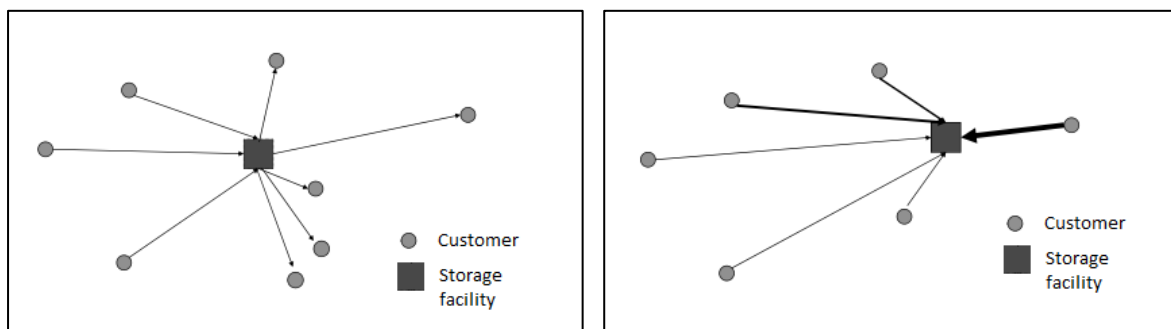 Customer
Storage
facility
Customer
Storage
facility